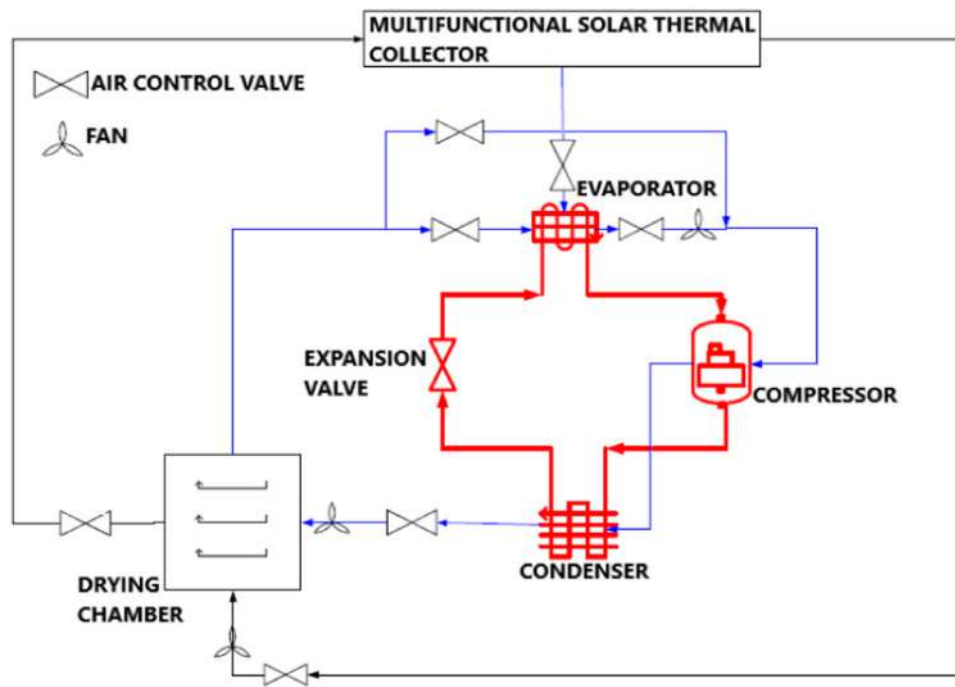 MULTIFUNCTIONAL SOLAR THERMAL
COLLECTOR
AIR CONTROL VALVE
FAN
EVAPORATOR
EXPANSION
VALVE
COMPRESSOR
CONDENSER
DRYING
CHAMBER